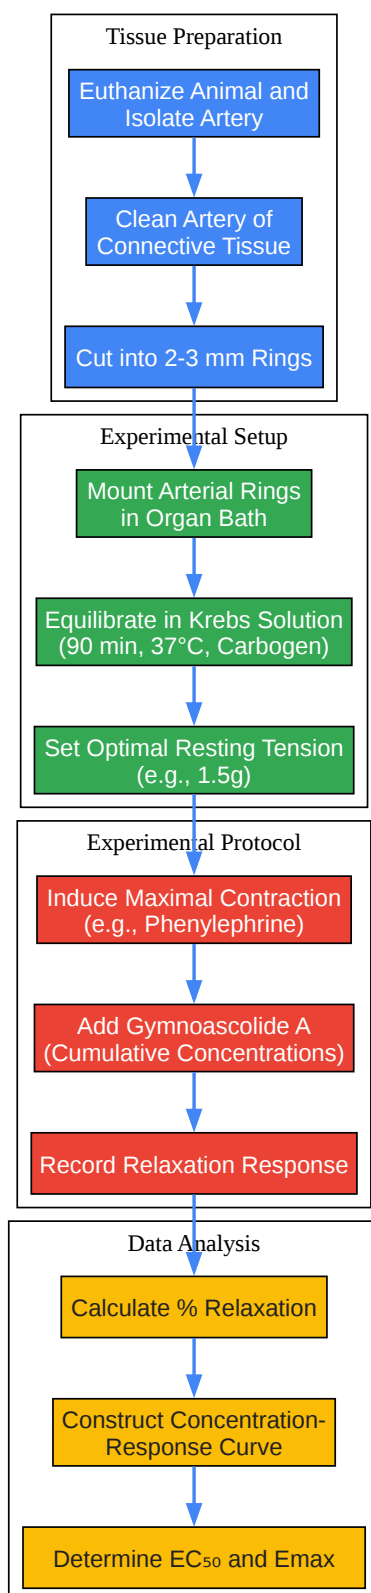 Tissue Preparation
Euthanize Animal and
Isolate Artery
Clean Artery of
Connective Tissue
Cut into 2-3 mm Rings
Experimental Setup
Mount Arterial Rings
in Organ Bath
Equilibrate in Krebs Solution
(90 min, 37°C, Carbogen)
Set Optimal Resting Tension
(e.g., 1.5g)
Experimental Protocol
Induce Maximal Contraction
(e.g., Phenylephrine)
Add Gymnoascolide A
(Cumulative Concentrations)
Record Relaxation Response
Data Analysis
Calculate % Relaxation
Construct Concentration-
Response Curve
Determine EC₅₀ and Emax